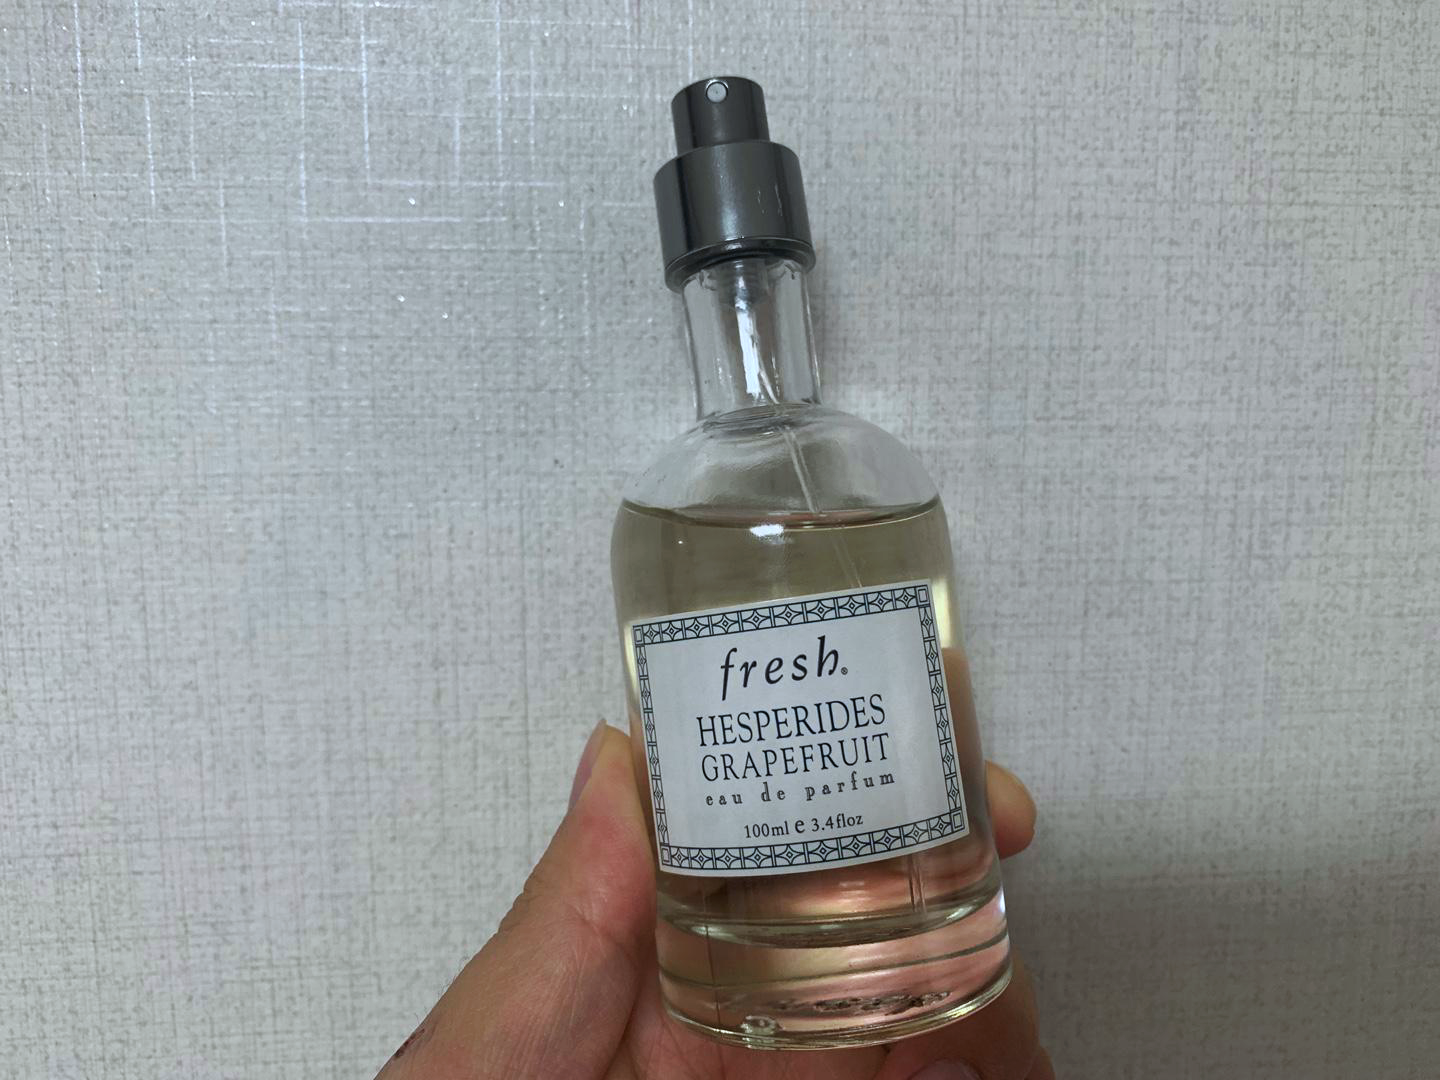 fresh®
HESPERIDES
GRAPEFRUIT
eau de parfum
100ml e 3.4floz